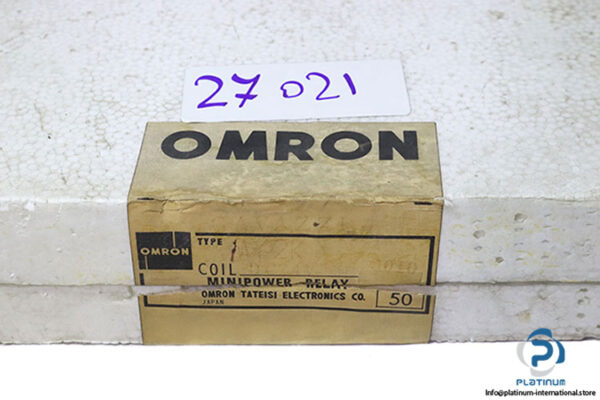 27 021
OMRON
TYPE
OMRON
COIL
MINIPOWER RELAY
OMRON TATEISI ELECTRONICS CO.
50
JAPAN
PLATINUM
Info@platinum-international.store